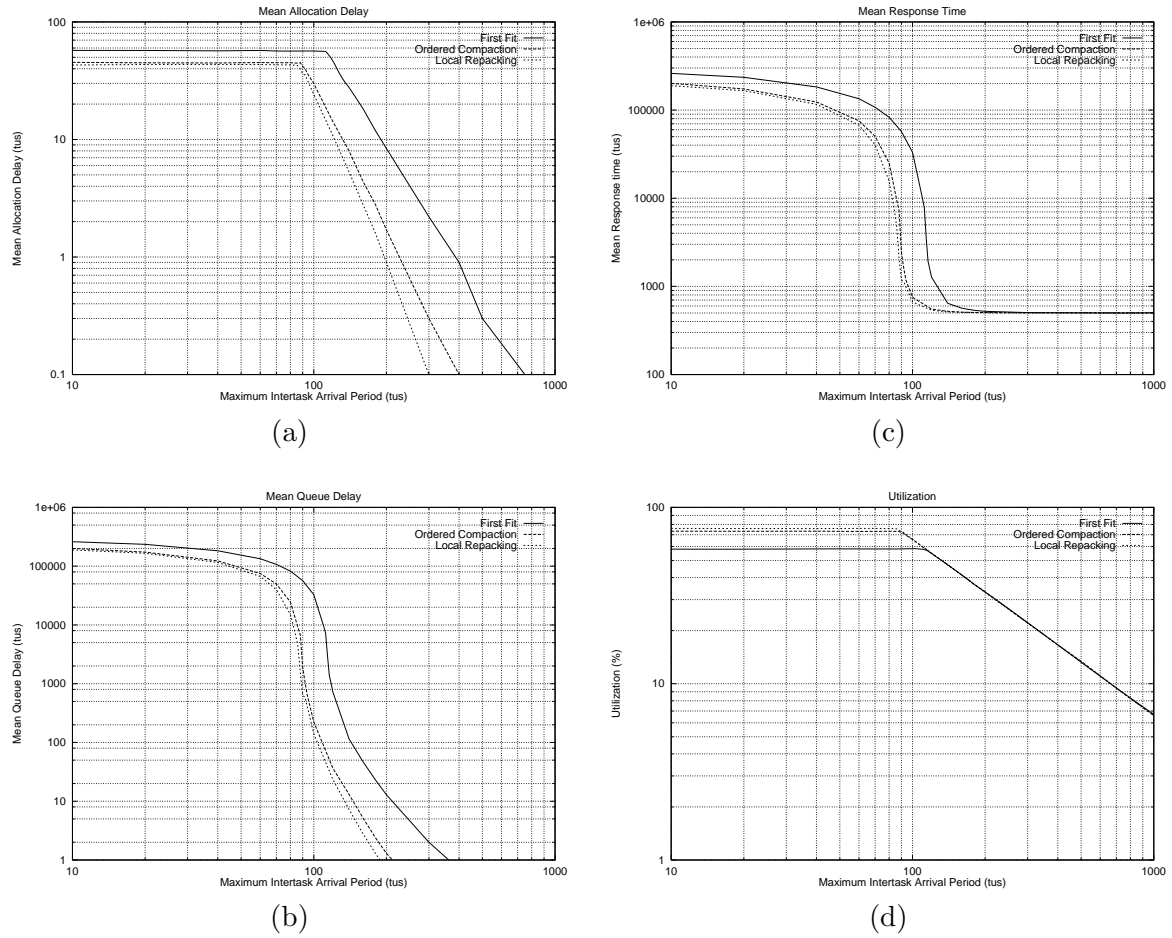 Mean Allocation Delay
100
10
1
0.1
10
100
1000
Mean Allocation Delay (tus)
Maximum Intertask Arrival Period (tus)
First Fit
Ordered Compaction
Local Repacking
(a)
Mean Response Time
1e+06
100000
10000
1000
100
10
100
1000
Mean Response time (tus)
Maximum Intertask Arrival Period (tus)
First Fit
Ordered Compaction
Local Repacking
(c)
Mean Queue Delay
1e+06
100000
10000
1000
100
10
1
10
100
1000
Mean Queue Delay (tus)
Maximum Intertask Arrival Period (tus)
First Fit
Ordered Compaction
Local Repacking
(b)
Utilization
100
10
1
10
100
1000
Utilization (%)
Maximum Intertask Arrival Period (tus)
First Fit
Ordered Compaction
Local Repacking
(d)